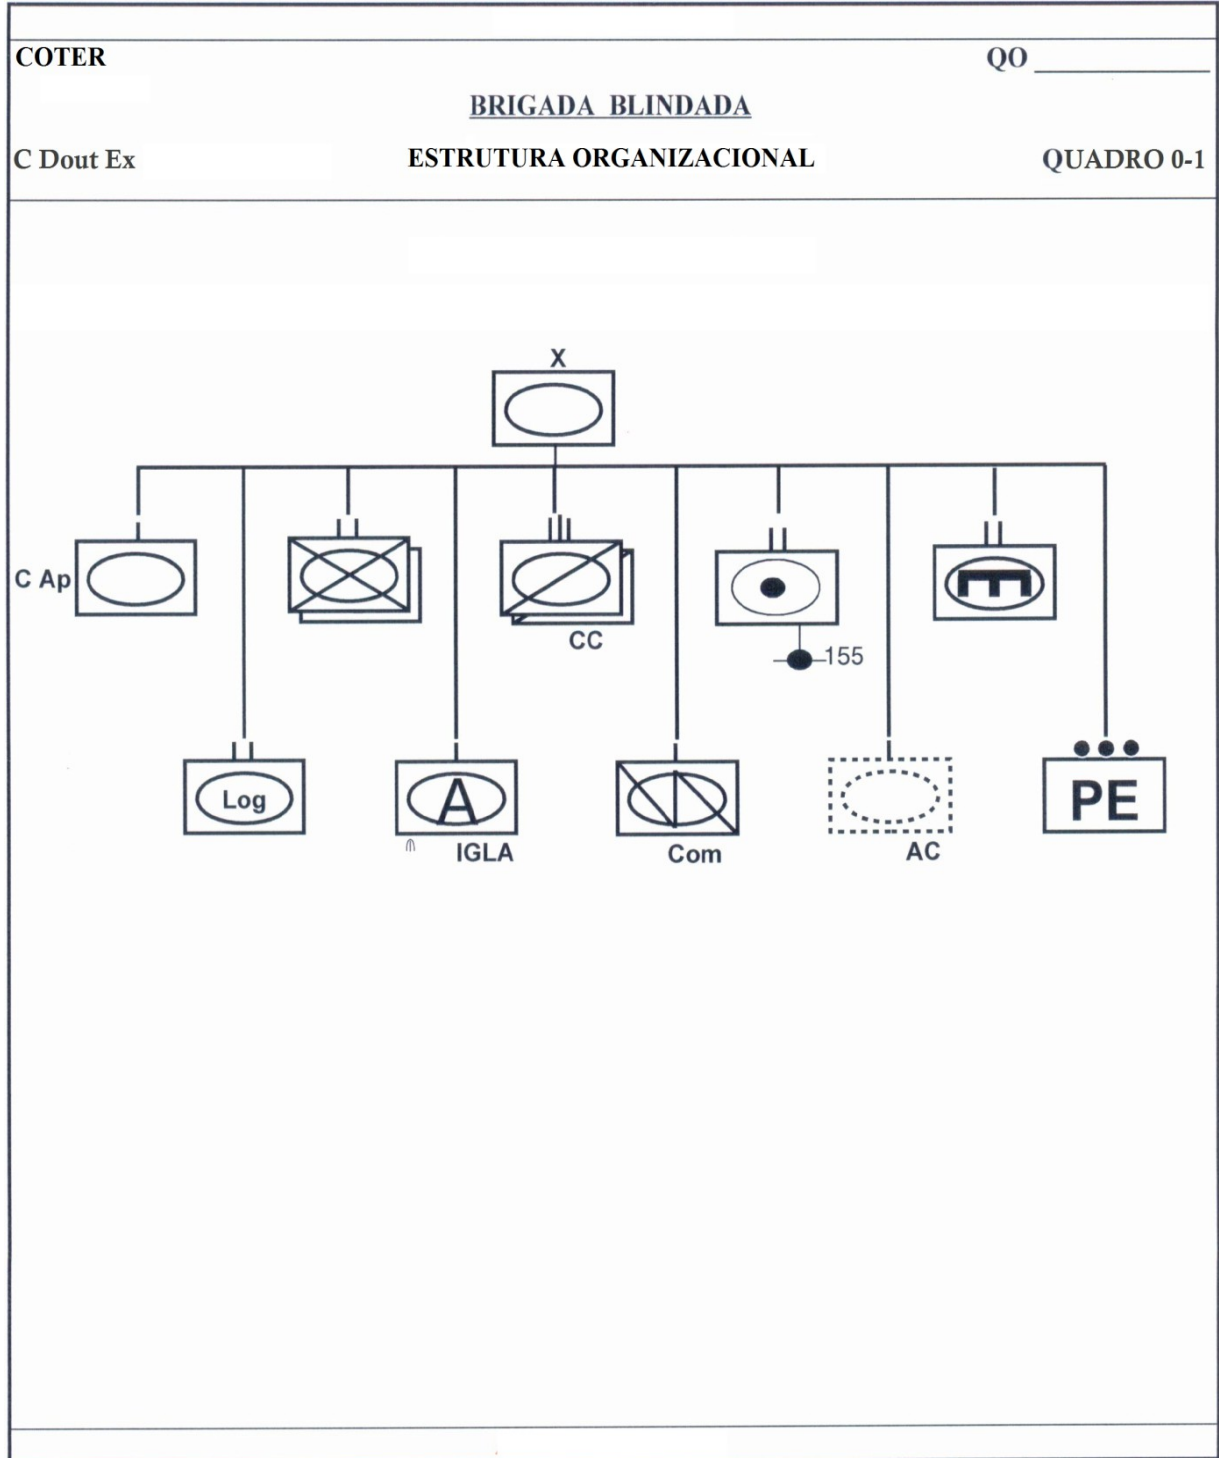 COTER QO
BRIGADA BLINDADA
C Dout Ex ESTRUTURA ORGANIZACIONAL QUADRO 0-1
X
C Ap
CC
155
Log
A
IGLA
Com
AC
PE